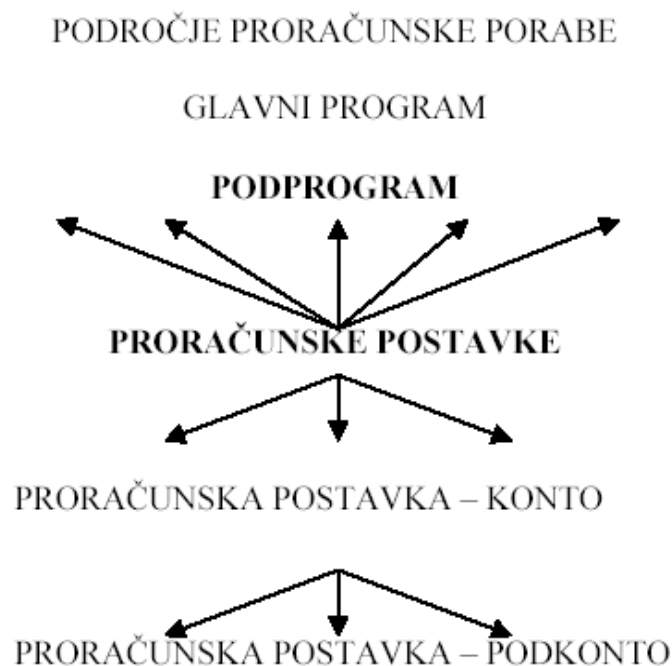 PODROČJE PRORAČUNSKE PORABE
GLAVNI PROGRAM
PODPROGRAM
PRORAČUNSKE POSTAVKE
PRORAČUNSKA POSTAVKA – KONTO
PRORAČUNSKA POSTAVKA – PODKONTO